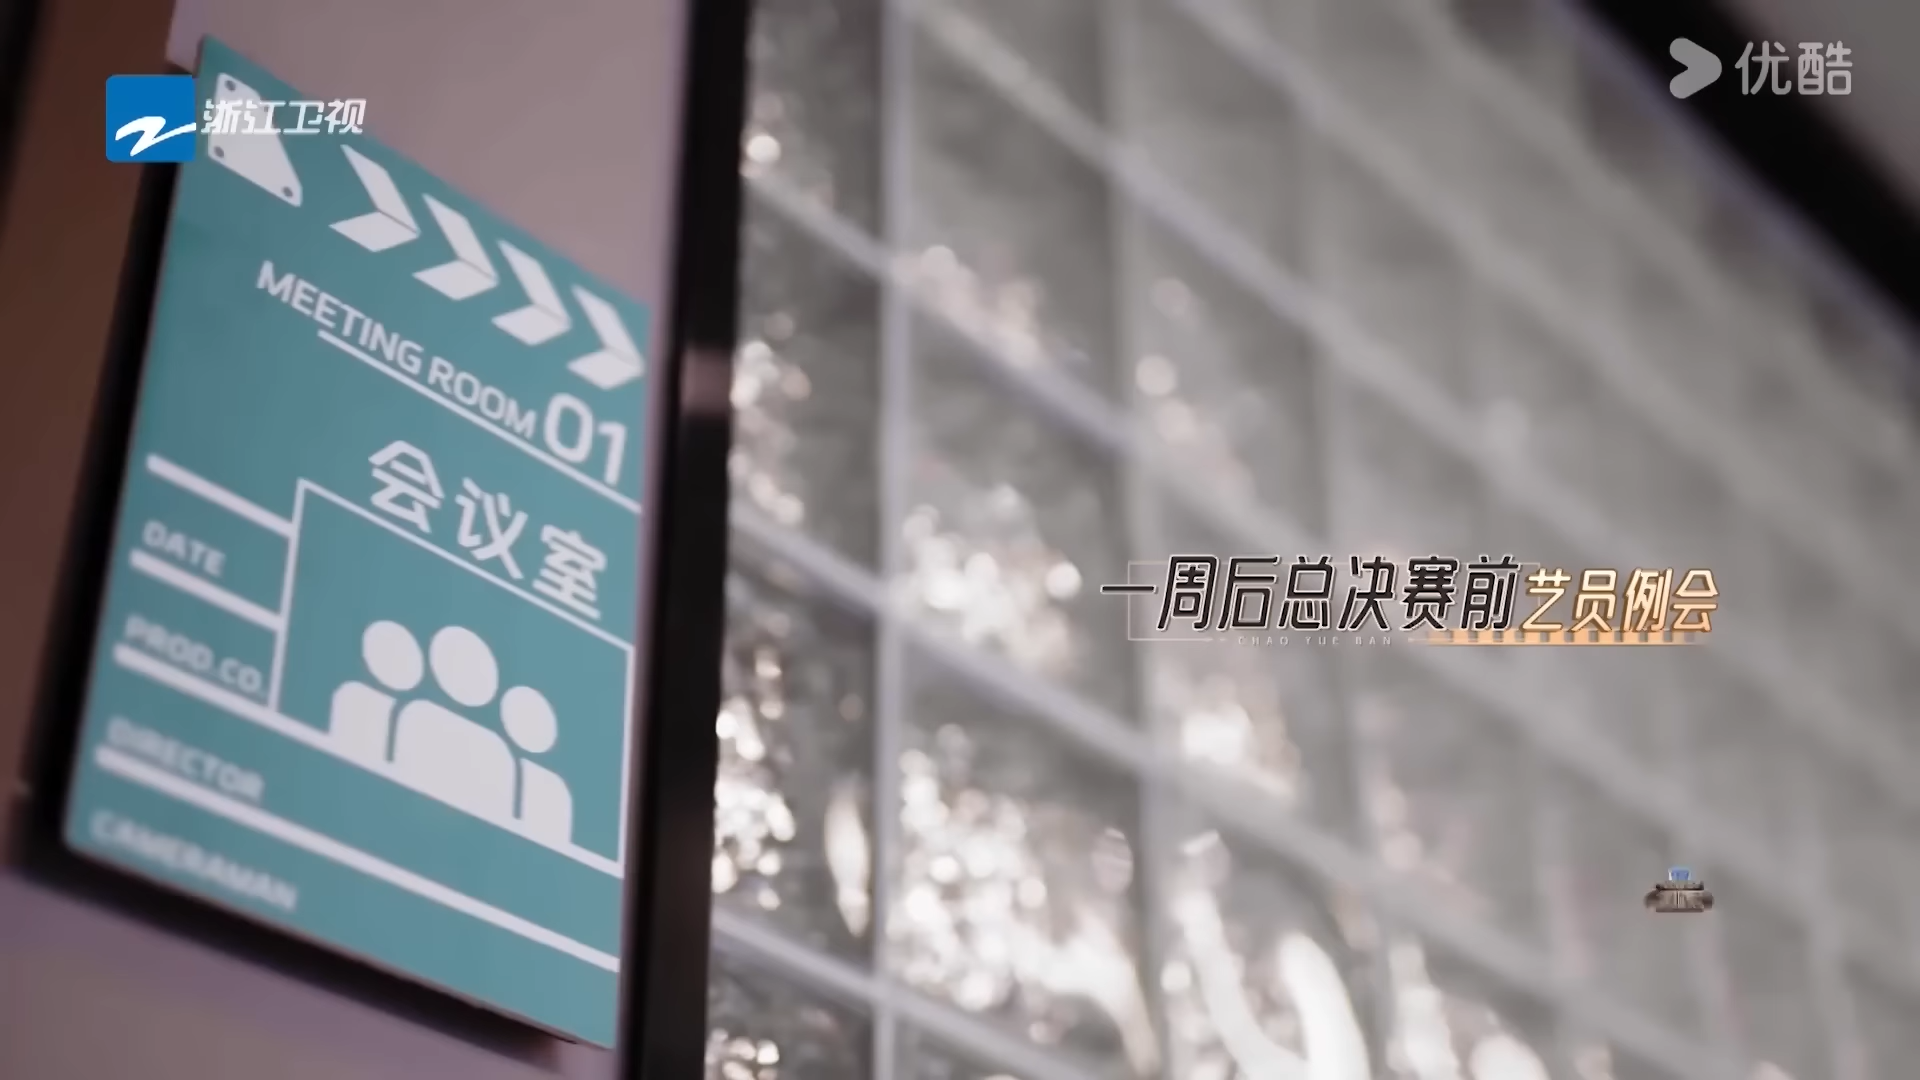 浙江卫视
优酷
MEETING ROOM 01
会议室
DATE
PROD.CO.
DIRECTOR
CAMERAMAN
一周后总决赛前艺员例会
CHAO YUE BAN